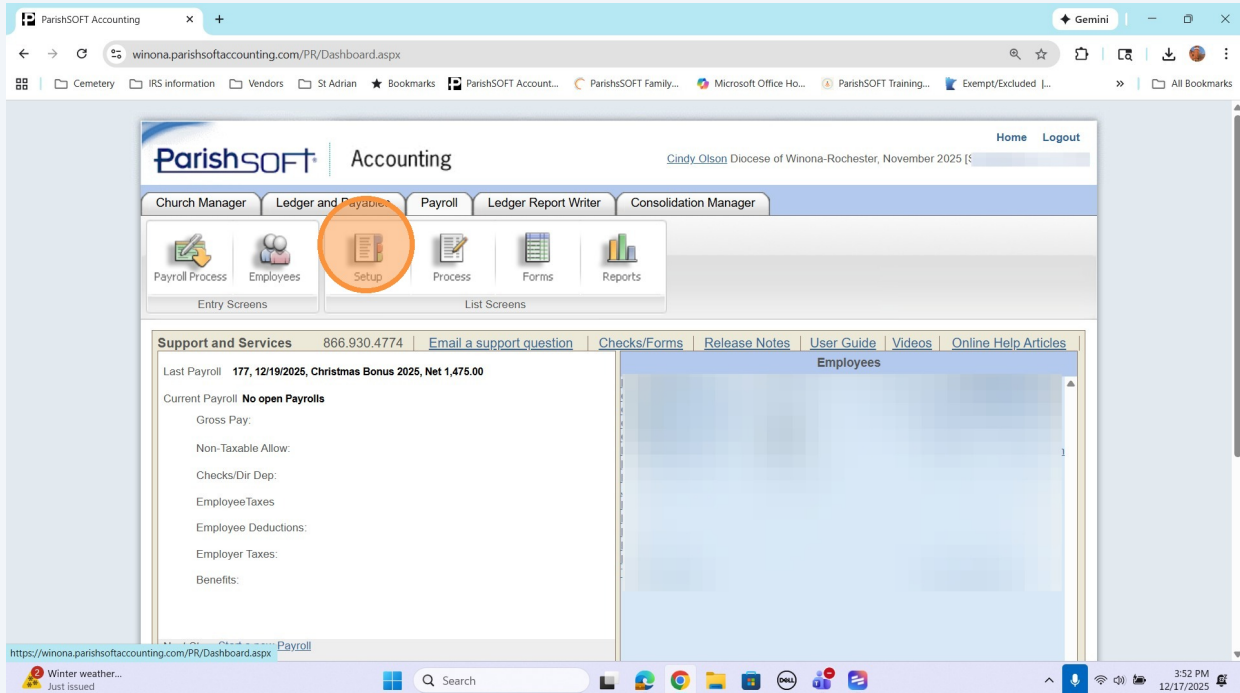 ParishSOFT Accounting
Gemini
winona.parishsoftaccounting.com/PR/Dashboard.aspx
Cemetery IRS information Vendors St Adrian Bookmarks ParishSOFT Account... ParishsSOFT Family... Microsoft Office Ho... ParishSOFT Training... Exempt/Excluded |... » All Bookmarks
Home Logout
ParishSOFT Accounting
Cindy Olson Diocese of Winona-Rochester, November 2025
Church Manager Ledger and Payables Payroll Ledger Report Writer Consolidation Manager
Payroll Process Employees Setup Process Forms Reports
Entry Screens List Screens
Support and Services 866.930.4774 Email a support question | Checks/Forms | Release Notes | User Guide | Videos | Online Help Articles |
Last Payroll 177, 12/19/2025, Christmas Bonus 2025, Net 1,475.00
Employees
Current Payroll No open Payrolls
Gross Pay:
Non-Taxable Allow:
Checks/Dir Dep:
EmployeeTaxes
Employee Deductions:
Employer Taxes:
Benefits:
Start a new Payroll
https://winona.parishsoftaccounting.com/PR/Dashboard.aspx
2 Winter weather...
Just issued
Search
DELL
3:52 PM
12/17/2025